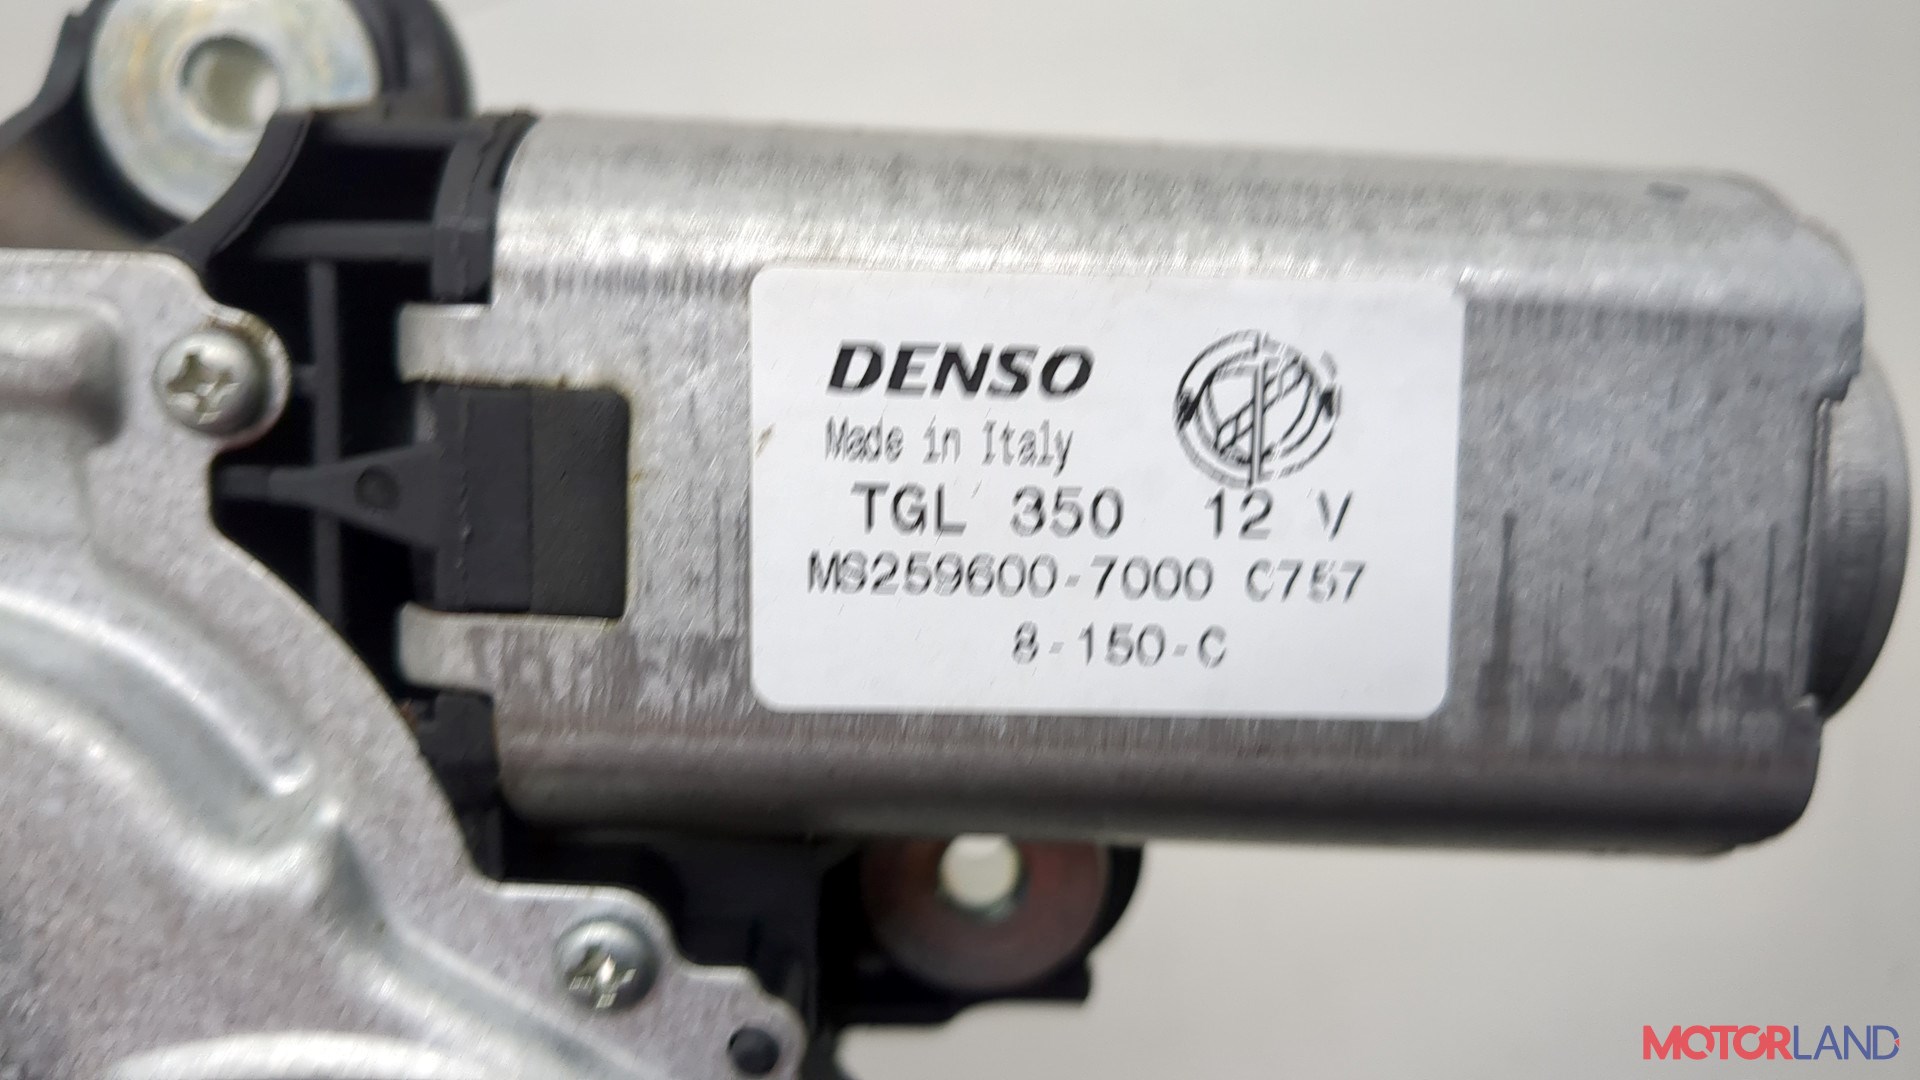 DENSO
Made in Italy
TGL 350 12 V
MS259600-7000 C757
8-150-C
MOTORLAND